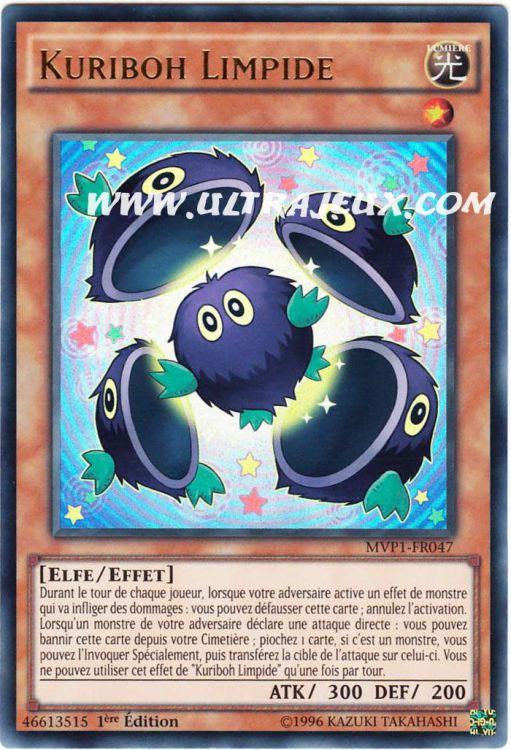 KURIBOH LIMPIDE
LUMIÈRE
光
WWW.ULTRAJEUX.COM
MVP1-FR047
[ELFE/EFFET]
Durant le tour de chaque joueur, lorsque votre adversaire active un effet de monstre
qui va infliger des dommages : vous pouvez défausser cette carte ; annulez l'activation.
Lorsqu'un monstre de votre adversaire déclare une attaque directe : vous pouvez
bannir cette carte depuis votre Cimetière ; piochez 1 carte, si c'est un monstre, vous
pouvez l'Invoquer Spécialement, puis transférez la cible de l'attaque sur celui-ci. Vous
ne pouvez utiliser cet effet de "Kuriboh Limpide" qu'une fois par tour.
ATK/ 300 DEF/ 200
46613515 1ère Édition ©1996 KAZUKI TAKAHASHI